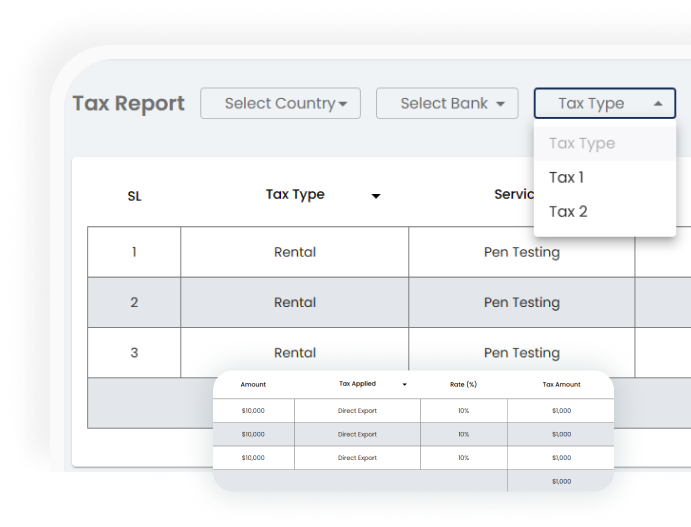 Tax Report Select Country Select Bank Tax Type
Tax Type
Tax 1
Tax 2
SL Tax Type Servic
1 Rental Pen Testing
2 Rental Pen Testing
3 Rental Pen Testing
Amount Tax Applied Rate (%) Tax Amount
$10,000 Direct Export 10% $1,000
$10,000 Direct Export 10% $1,000
$10,000 Direct Export 10% $1,000
$1,000